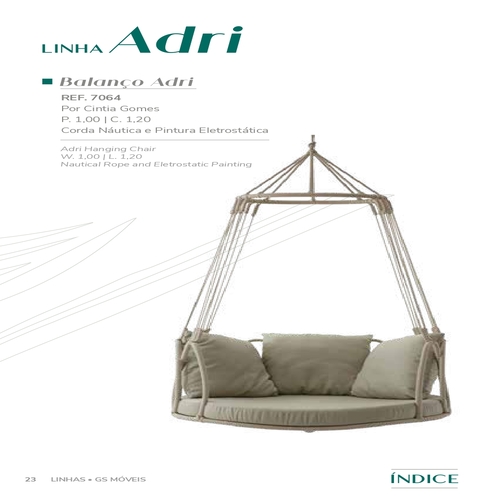 LINHA Adri
Balanço Adri
REF. 7064
Por Cintia Gomes
P. 1,00 | C. 1,20
Corda Náutica e Pintura Eletrostática
Adri Hanging Chair
W. 1,00 | L. 1,20
Nautical Rope and Eletrostatic Painting
23 LINHAS • GS MÓVEIS
ÍNDICE